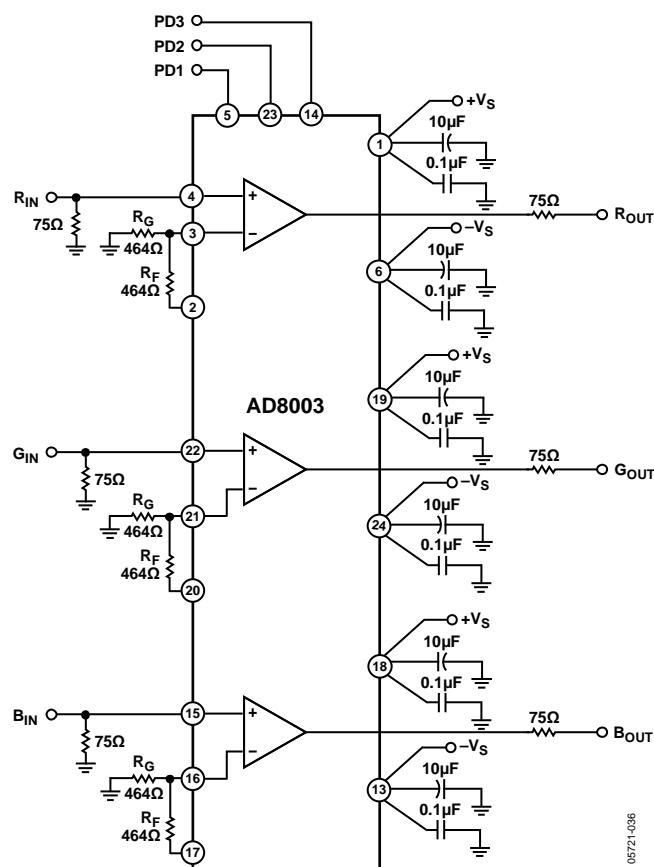 PD3
PD2
PD1
5
23
14
1
+VS
10µF
0.1µF
RIN
75Ω
4
+
RG
464Ω
3
−
RF
464Ω
2
75Ω
ROUT
6
−VS
10µF
0.1µF
AD8003
19
+VS
10µF
0.1µF
GIN
75Ω
22
+
RG
464Ω
21
−
RF
464Ω
20
75Ω
GOUT
24
−VS
10µF
0.1µF
18
+VS
10µF
0.1µF
BIN
75Ω
15
+
RG
464Ω
16
−
RF
464Ω
17
75Ω
BOUT
13
−VS
10µF
0.1µF
05721-036